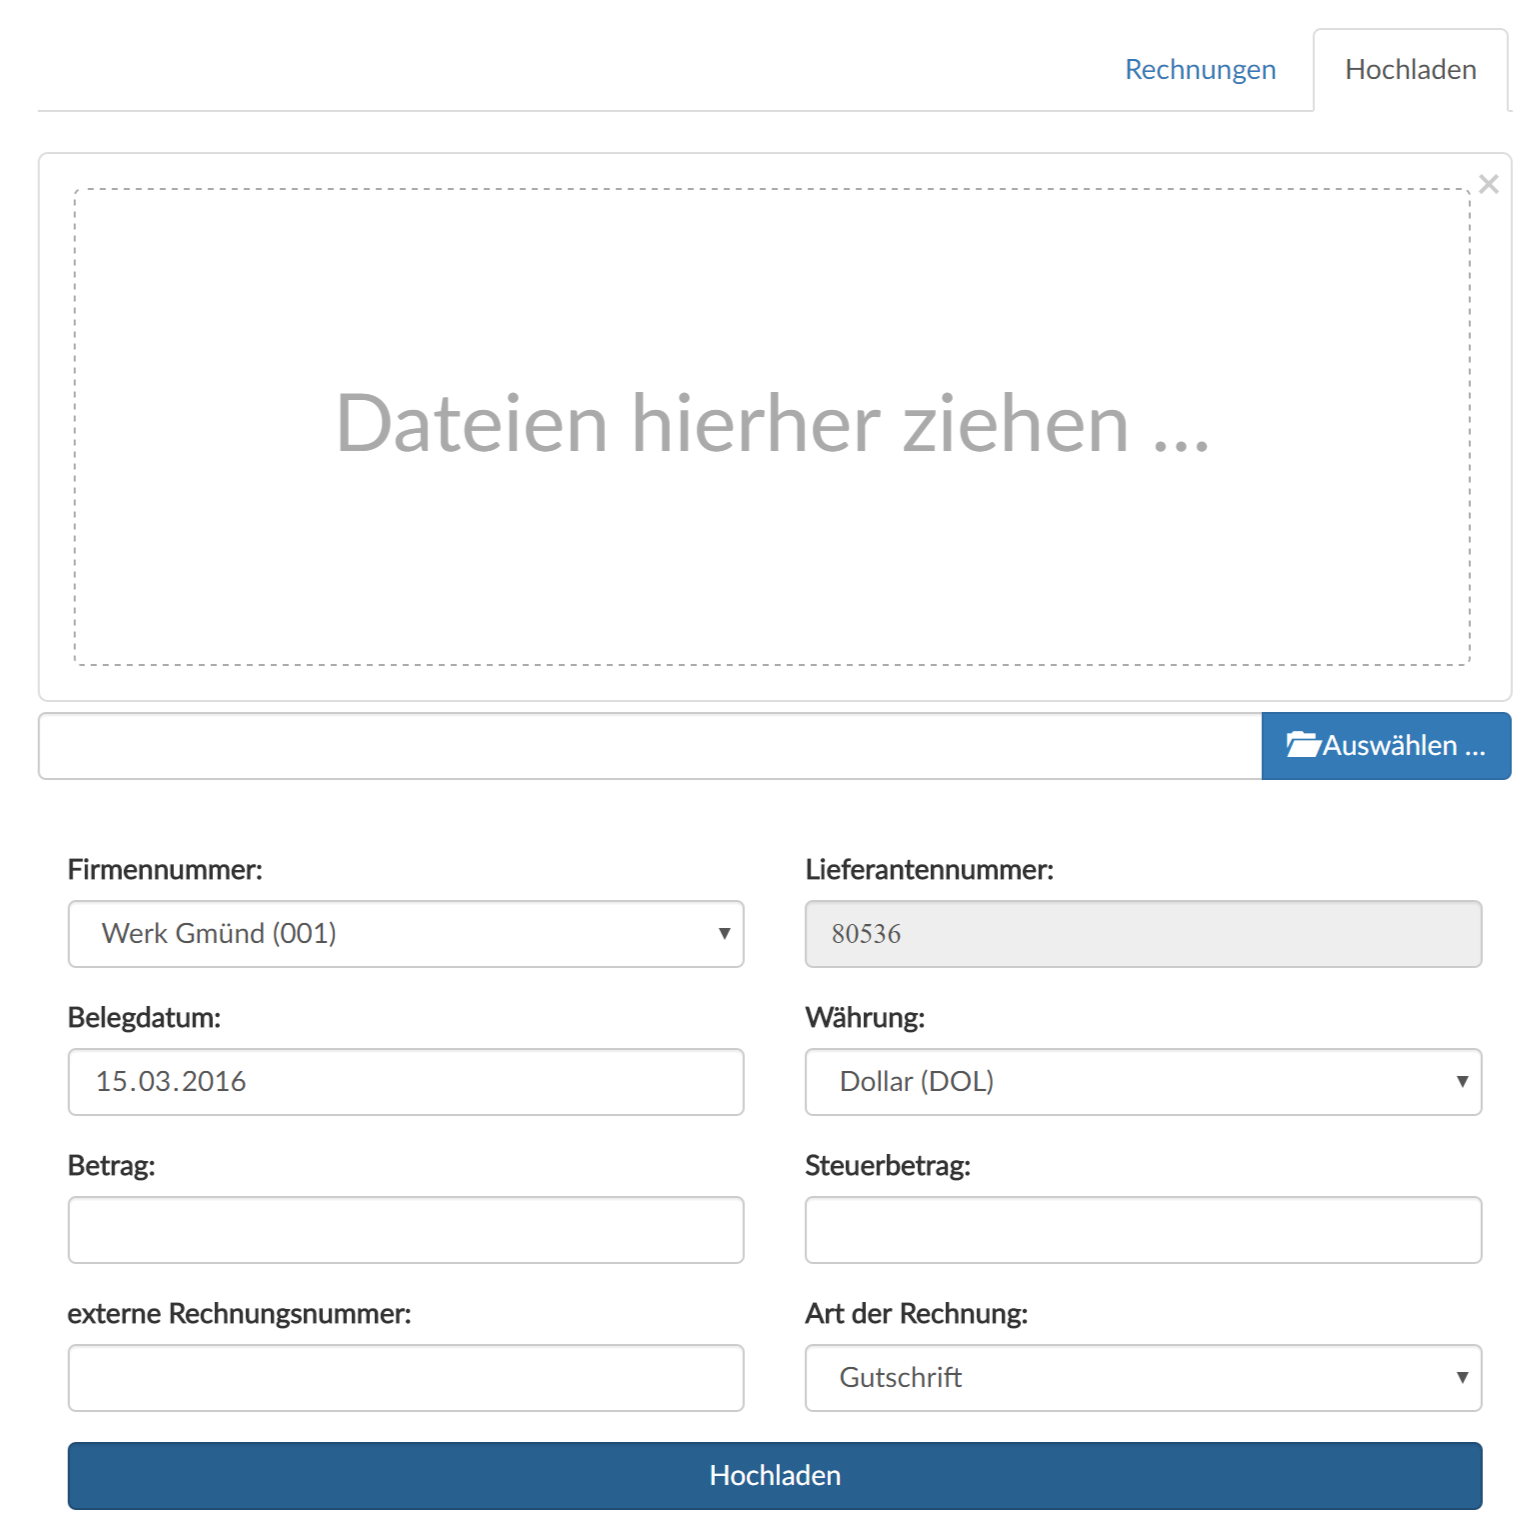 Rechnungen Hochladen
×
Dateien hierher ziehen ...
Auswählen ...
Firmennummer:
Werk Gmünd (001)
Lieferantennummer:
80536
Belegdatum:
15.03.2016
Währung:
Dollar (DOL)
Betrag:
Steuerbetrag:
externe Rechnungsnummer:
Art der Rechnung:
Gutschrift
Hochladen